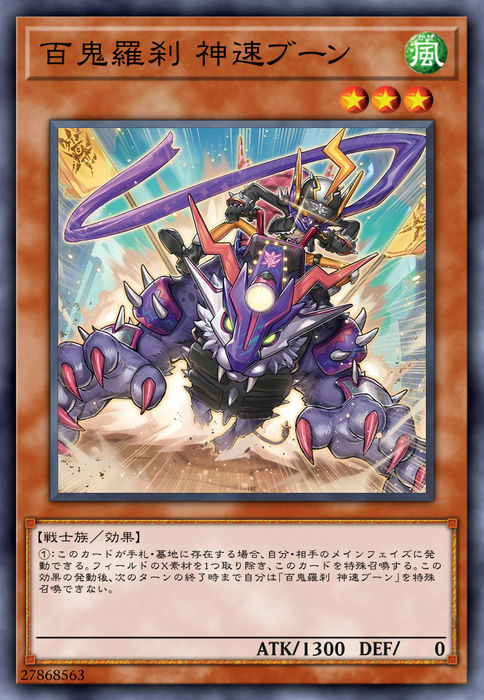 百鬼羅刹 神速ブーン
かぜ
風
【戦士族／効果】
①:このカードが手札・墓地に存在する場合、自分・相手のメインフェイズに発
動できる。フィールドのX素材を1つ取り除き、このカードを特殊召喚する。この
効果の発動後、次のターンの終了時まで自分は「百鬼羅刹 神速ブーン」を特殊
召喚できない。
ATK/1300 DEF/ 0
27868563